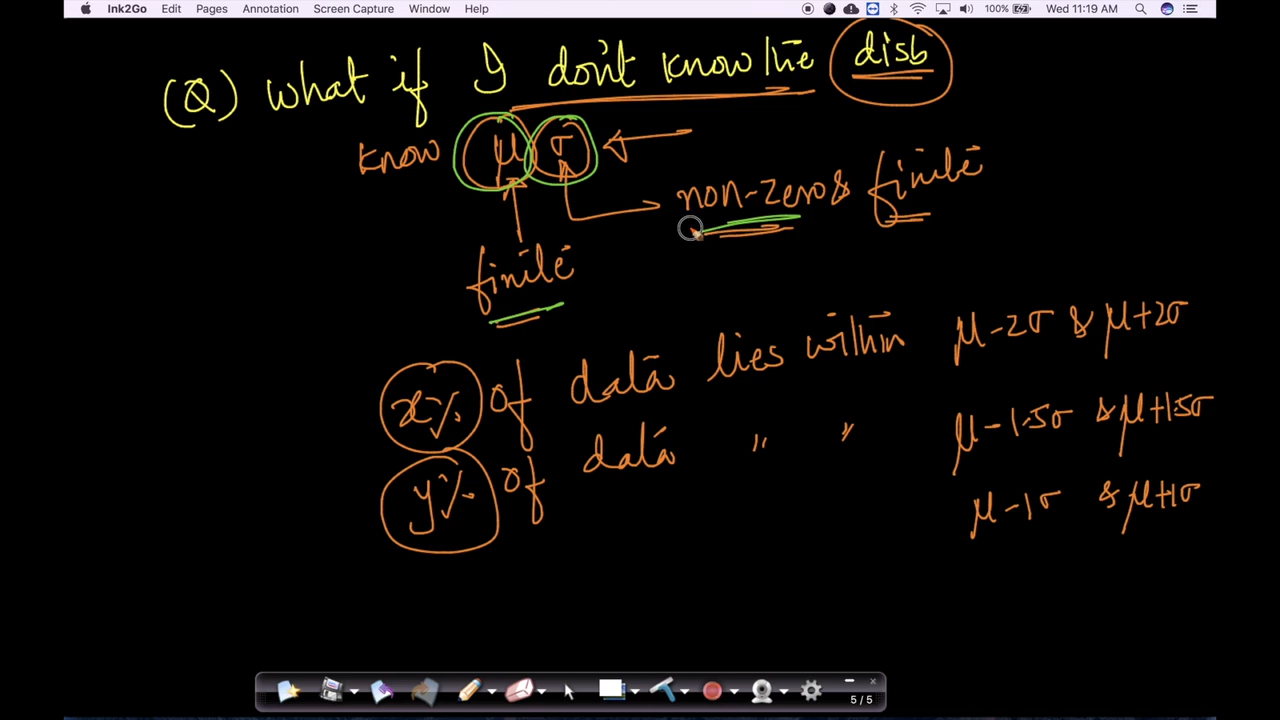 Ink2Go Edit Pages Annotation Screen Capture Window Help 100% Wed 11:19 AM
(Q) What if I don't know the disb
know μ σ
non-zero & finite
finite
x% of data lies within μ-2σ & μ+2σ
y% of data " " μ-1.5σ & μ+1.5σ
μ-1σ & μ+1σ
5/5